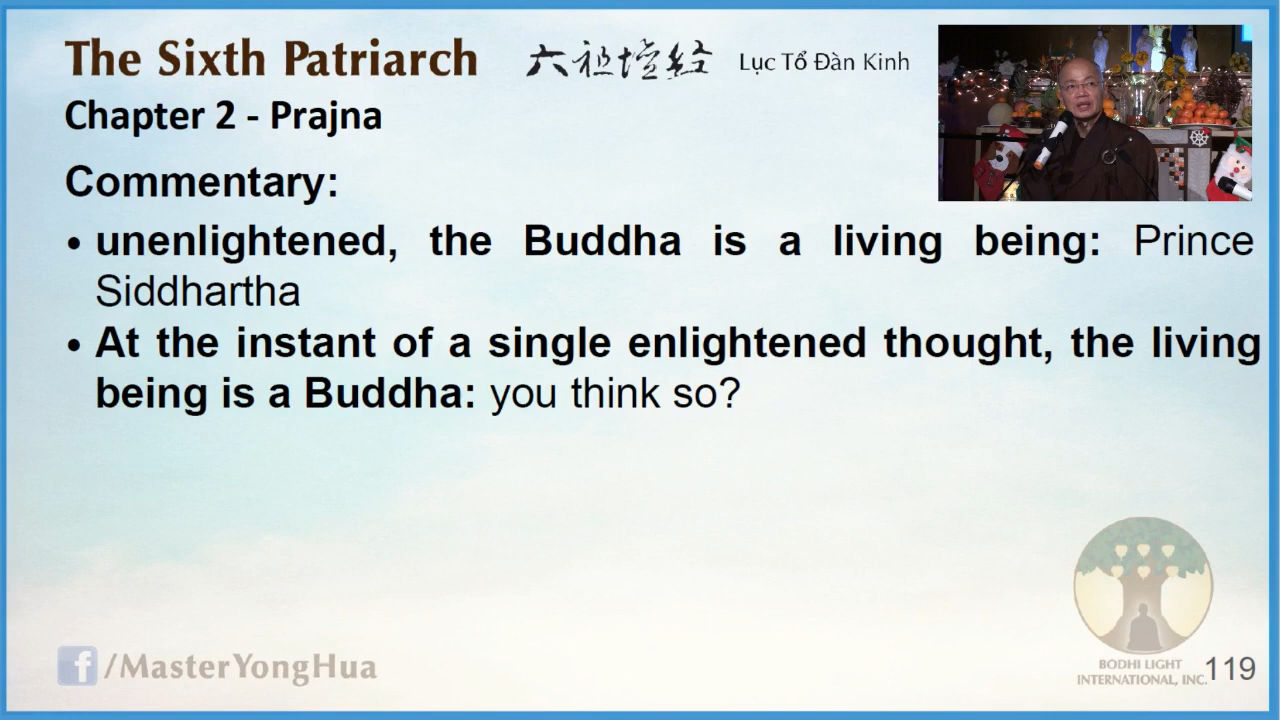 The Sixth Patriarch 六祖壇经 Lục Tổ Đàn Kinh
Chapter 2 - Prajna
Commentary:
• unenlightened, the Buddha is a living being: Prince
Siddhartha
• At the instant of a single enlightened thought, the living
being is a Buddha: you think so?
f /MasterYongHua
BODHI LIGHT
INTERNATIONAL, INC.
119